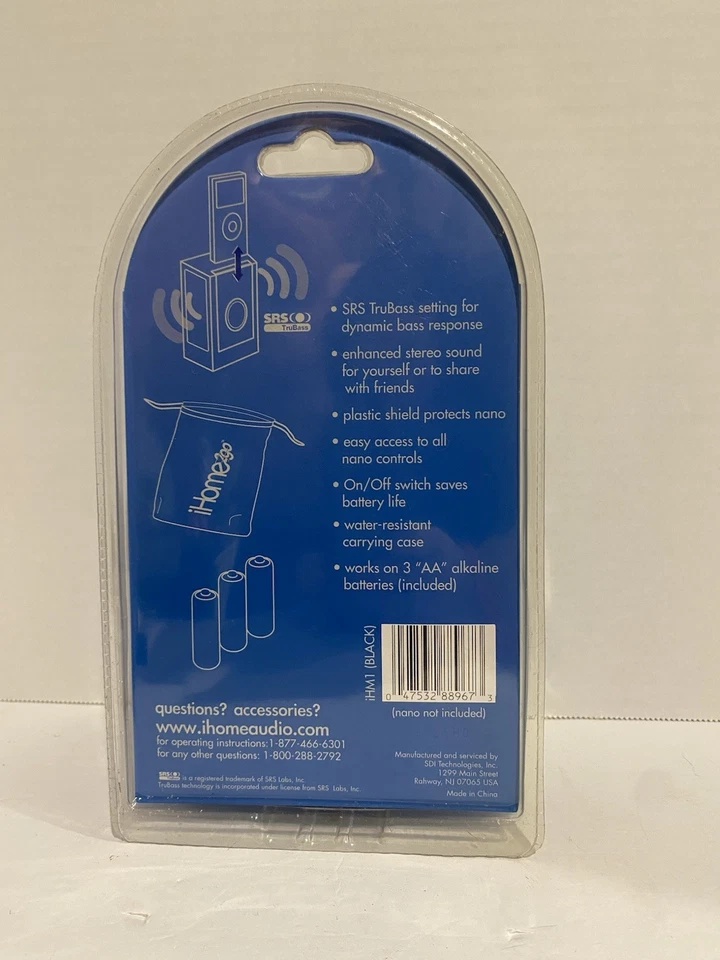 SRS
TruBass
• SRS TruBass setting for
dynamic bass response
• enhanced stereo sound
for yourself or to share
with friends
• plastic shield protects nano
• easy access to all
nano controls
• On/Off switch saves
battery life
• water-resistant
carrying case
• works on 3 "AA" alkaline
batteries (included)
iHome2go
iHM1 (BLACK)
0 47532 88967 3
(nano not included)
questions? accessories?
www.ihomeaudio.com
for operating instructions:1-877-466-6301
for any other questions: 1-800-288-2792
SRS is a registered trademark of SRS Labs, Inc.
TruBass technology is incorporated under license from SRS Labs, Inc.
Manufactured and serviced by
SDI Technologies, Inc.
1299 Main Street
Rahway, NJ 07065 USA
Made in China